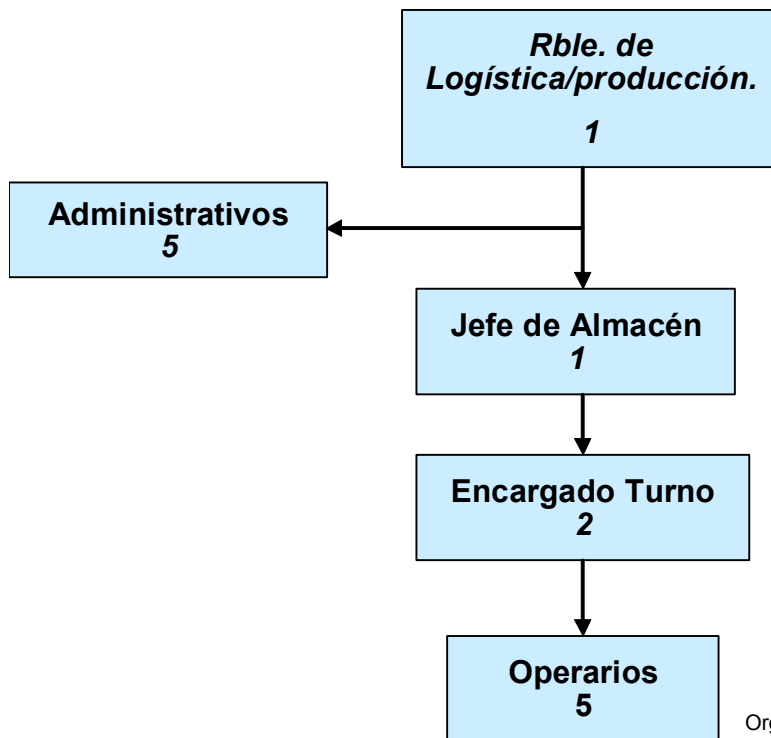 Rble. de
Logística/producción.
1
Administrativos
5
Jefe de Almacén
1
Encargado Turno
2
Operarios
5